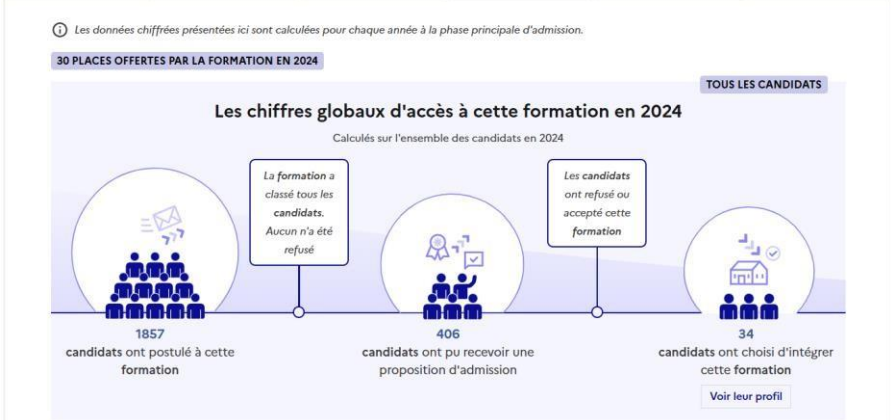 Les données chiffrées présentées ici sont calculées pour chaque année à la phase principale d'admission.
30 PLACES OFFERTES PAR LA FORMATION EN 2024
TOUS LES CANDIDATS
Les chiffres globaux d'accès à cette formation en 2024
Calculés sur l'ensemble des candidats en 2024
La formation a
classé tous les
candidats.
Aucun n'a été
refusé
Les candidats
ont refusé ou
accepté cette
formation
1857
candidats ont postulé à cette
formation
406
candidats ont pu recevoir une
proposition d'admission
34
candidats ont choisi d'intégrer
cette formation
Voir leur profil